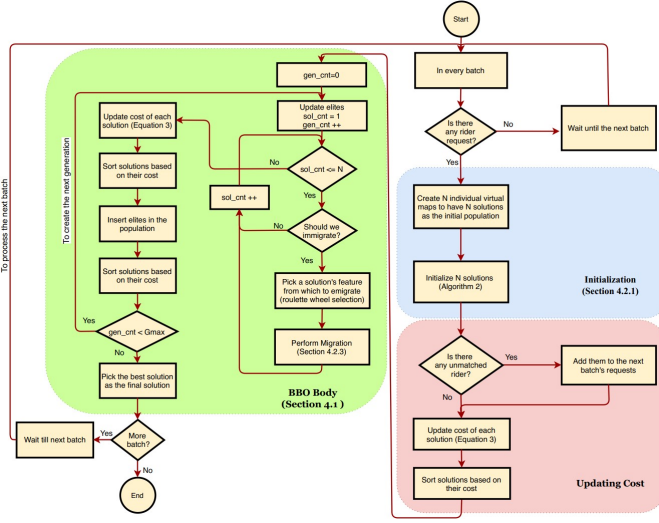 Start
In every batch
Is there
any rider
request?
No
Wait until the next batch
Yes
Create N individual virtual
maps to have N solutions
as the initial population
Initialize N solutions
(Algorithm 2)
Initialization
(Section 4.2.1)
Is there
any unmatched
rider?
Yes
Add them to the next
batch's requests
No
Update cost of each
solution (Equation 3)
Sort solutions based on
their cost
Updating Cost
gen_cnt=0
Update elites
sol_cnt = 1
gen_cnt ++
sol_cnt <= N
No
Yes
sol_cnt ++
Should we
immigrate?
No
Yes
Pick a solution's feature
from which to emigrate
(roulette wheel selection)
Perform Migration
(Section 4.2.3)
BBO Body
(Section 4.1 )
Update cost of each
solution (Equation 3)
Sort solutions based
on their cost
Insert elites in the
population
Sort solutions based
on their cost
gen_cnt < Gmax
Yes
No
To create the next generation
Pick the best solution
as the final solution
More
batch?
Yes
Wait till next batch
To process the next batch
No
End